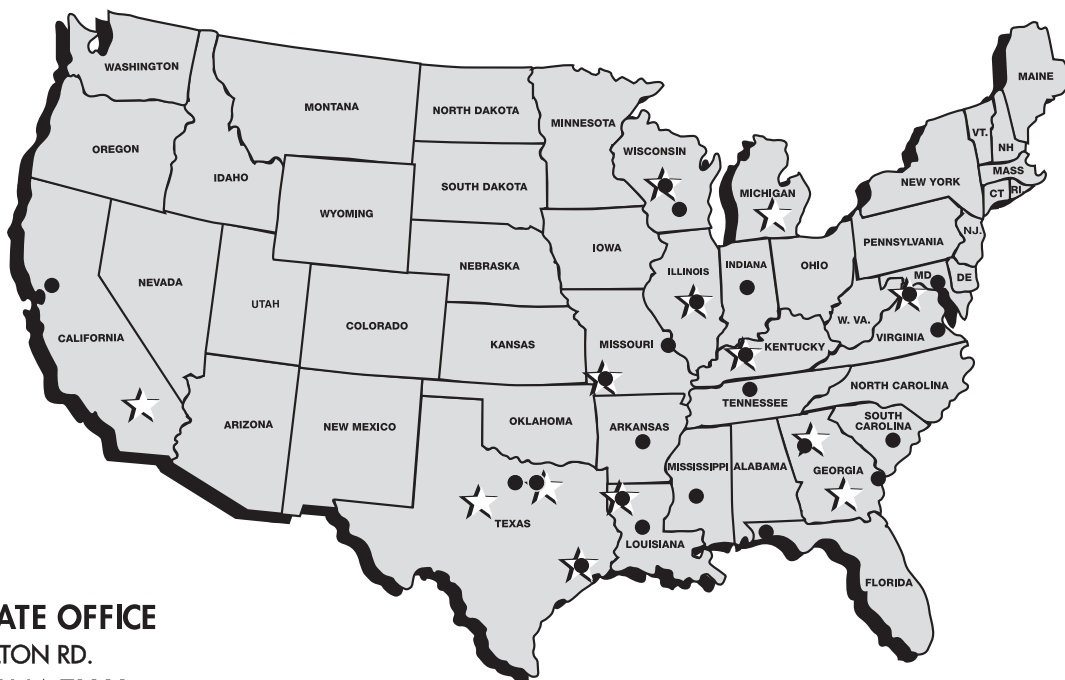 WASHINGTON
MAINE
MONTANA
NORTH DAKOTA
MINNESOTA
VT.
NH
OREGON
WISCONSIN
MASS
IDAHO
SOUTH DAKOTA
MICHIGAN
NEW YORK
CT
RI.
WYOMING
NJ.
IOWA
PENNSYLVANIA
NEBRASKA
ILLINOIS
INDIANA
OHIO
MD
DE
NEVADA
UTAH
COLORADO
W. VA.
CALIFORNIA
KANSAS
MISSOURI
KENTUCKY
VIRGINIA
NORTH CAROLINA
TENNESSEE
ARIZONA
NEW MEXICO
OKLAHOMA
ARKANSAS
SOUTH
CAROLINA
MISSISSIPPI
ALABAMA
GEORGIA
TEXAS
LOUISIANA
FLORIDA
ATE OFFICE
TON RD.